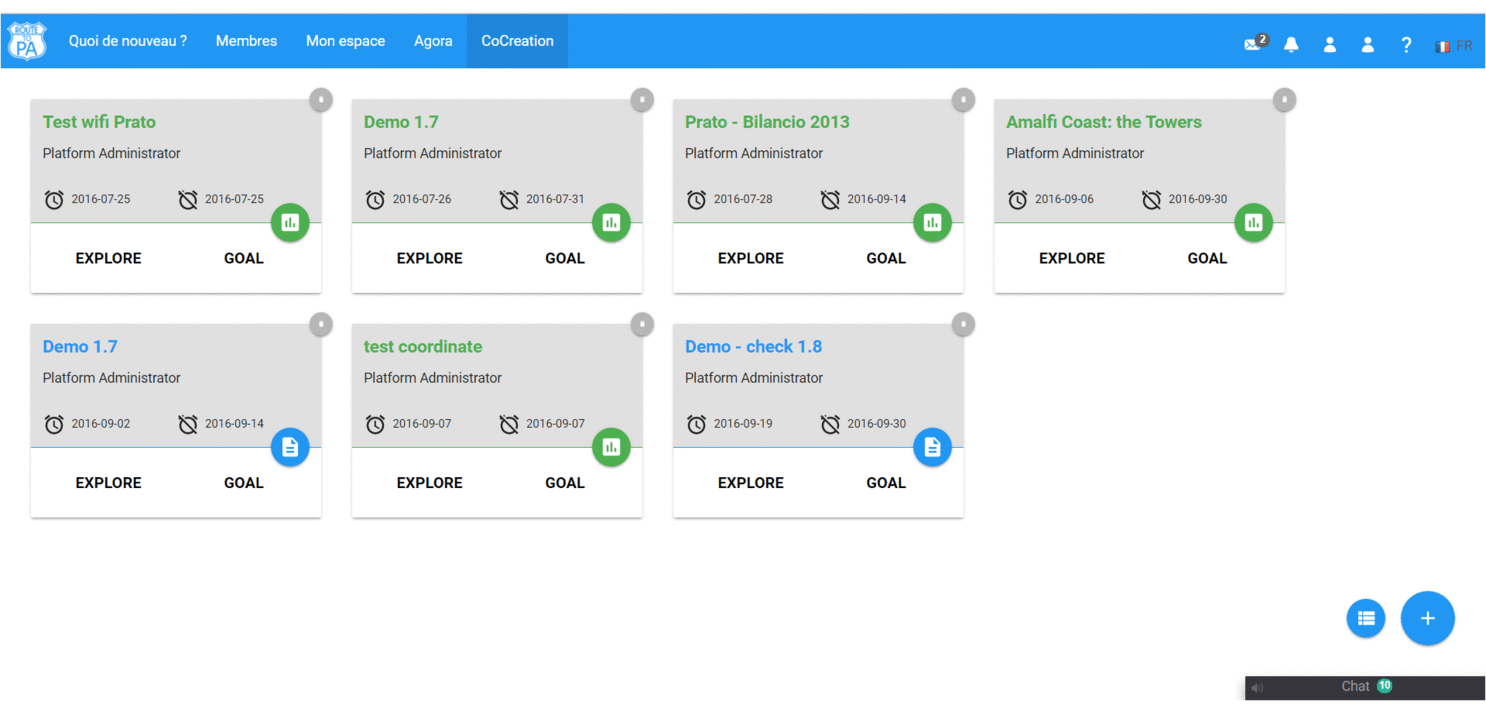 ROUTE TO PA
Quoi de nouveau ? Membres Mon espace Agora CoCreation 2 ? FR
Test wifi Prato
Platform Administrator
2016-07-25 2016-07-25
EXPLORE GOAL
Demo 1.7
Platform Administrator
2016-07-26 2016-07-31
EXPLORE GOAL
Prato - Bilancio 2013
Platform Administrator
2016-07-28 2016-09-14
EXPLORE GOAL
Amalfi Coast: the Towers
Platform Administrator
2016-09-06 2016-09-30
EXPLORE GOAL
Demo 1.7
Platform Administrator
2016-09-02 2016-09-14
EXPLORE GOAL
test coordinate
Platform Administrator
2016-09-07 2016-09-07
EXPLORE GOAL
Demo - check 1.8
Platform Administrator
2016-09-19 2016-09-30
EXPLORE GOAL
Chat 10